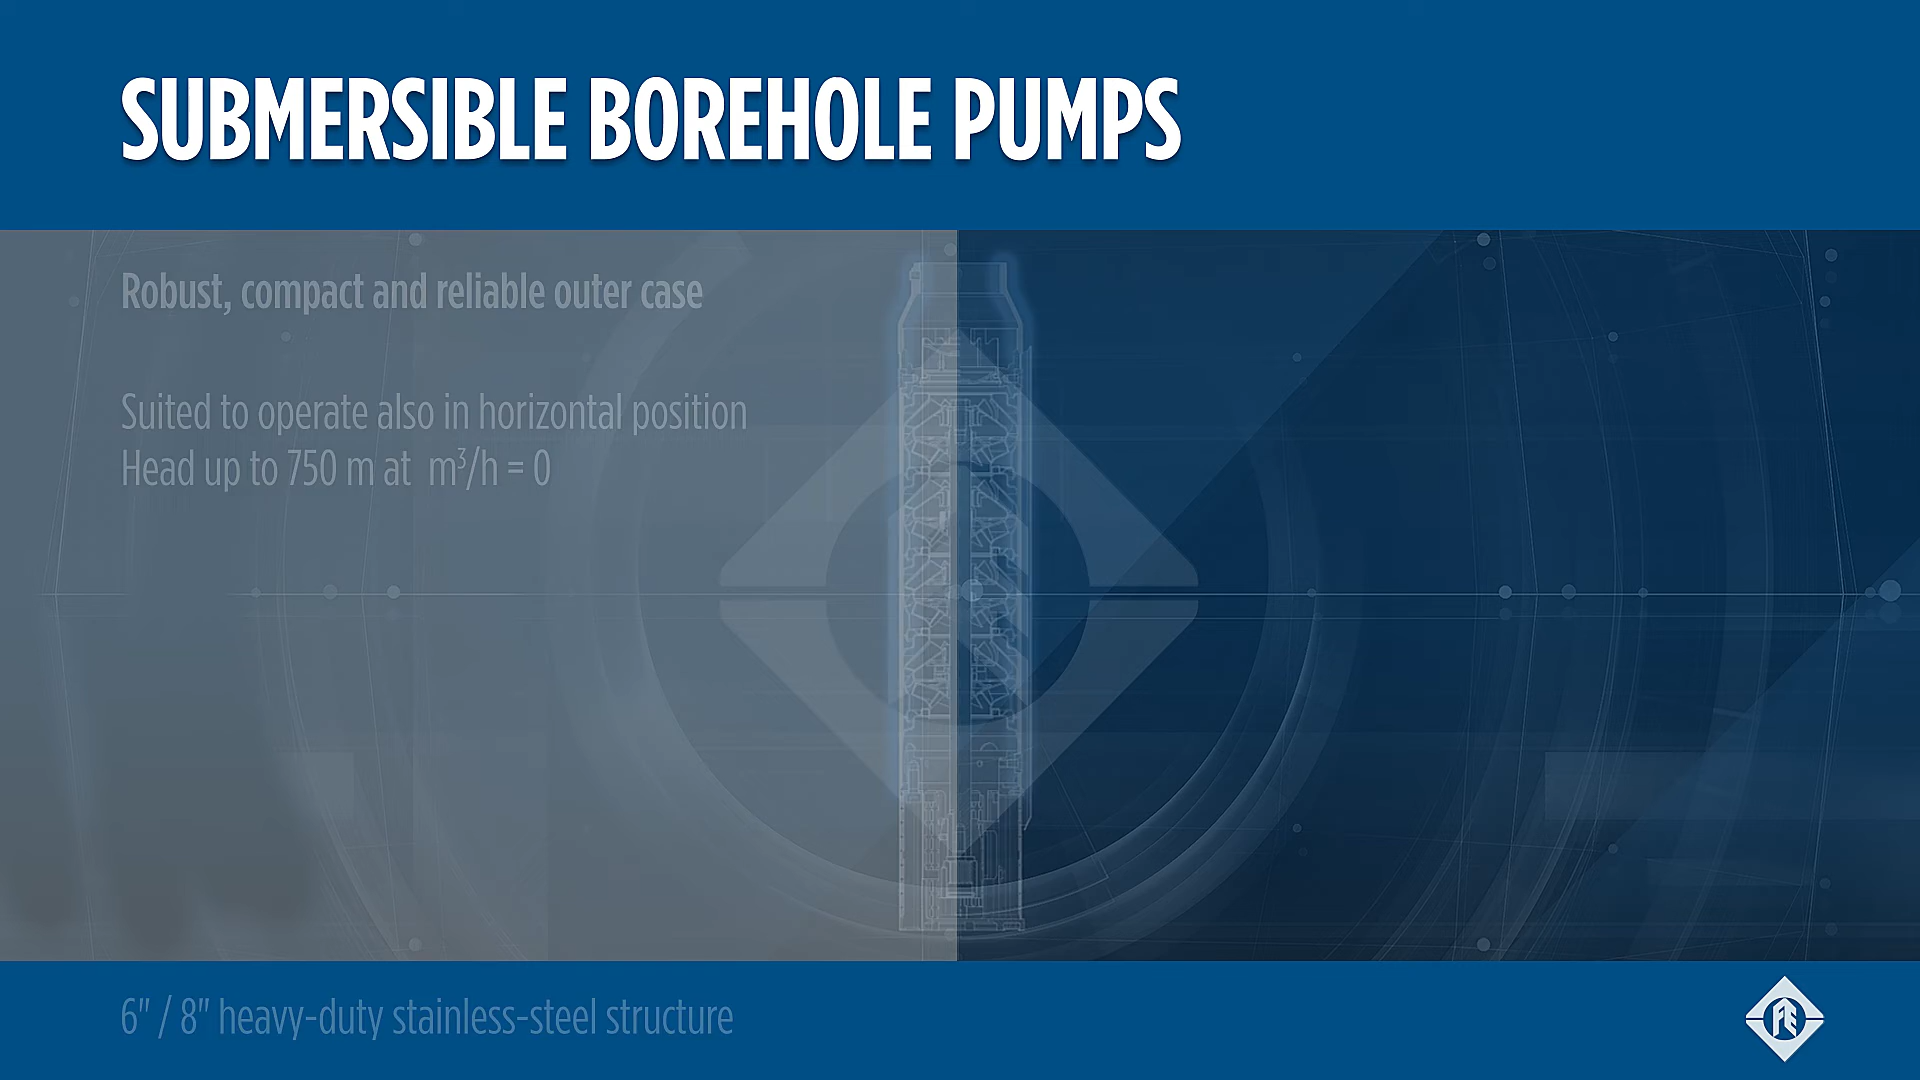 SUBMERSIBLE BOREHOLE PUMPS
Robust, compact and reliable outer case
Suited to operate also in horizontal position
Head up to 750 m at  m³/h = 0
6" / 8" heavy-duty stainless-steel structure
FE